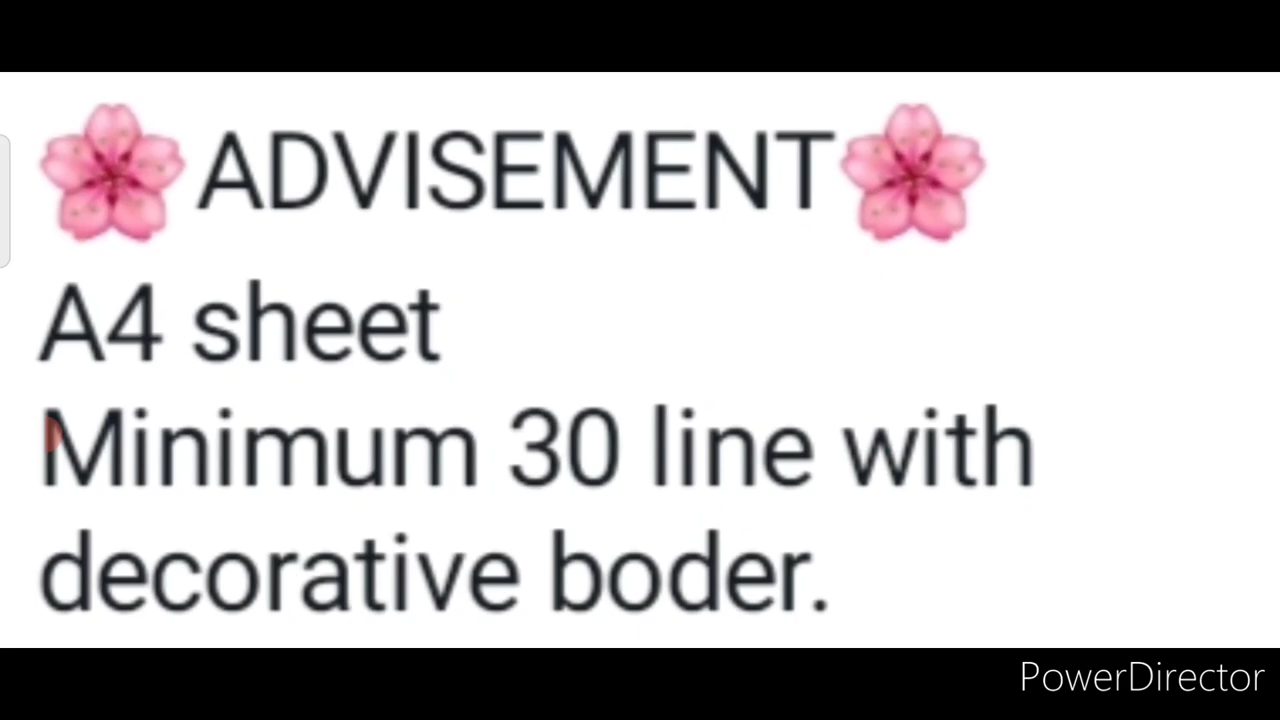 🌸ADVISEMENT🌸
A4 sheet
Minimum 30 line with
decorative boder.
PowerDirector